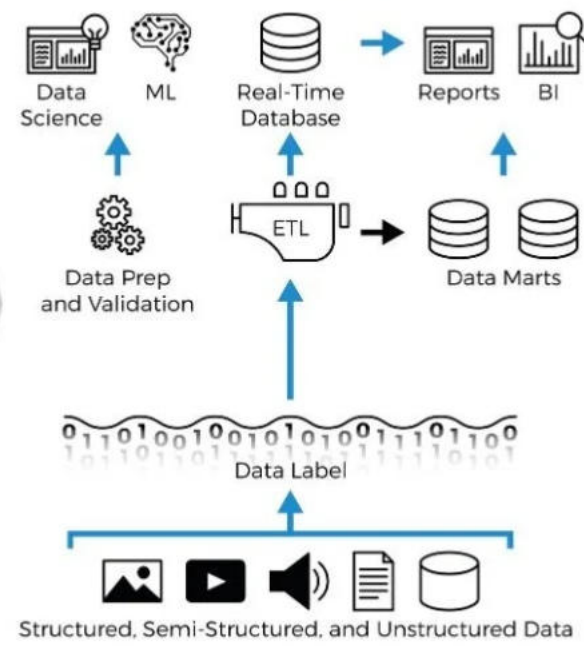 Data
Science
ML
Real-Time
Database
Reports
BI
Data Prep
and Validation
ETL
Data Marts
0110100100101010011101100
Data Label
Structured, Semi-Structured, and Unstructured Data